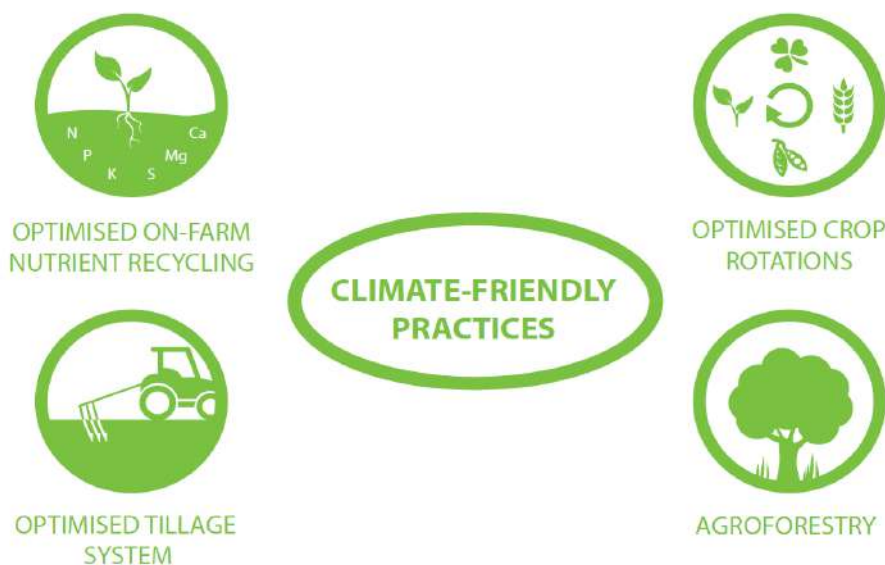 N
P
K
S
Mg
Ca
OPTIMISED ON-FARM
NUTRIENT RECYCLING
OPTIMISED CROP
ROTATIONS
CLIMATE-FRIENDLY
PRACTICES
OPTIMISED TILLAGE
SYSTEM
AGROFORESTRY